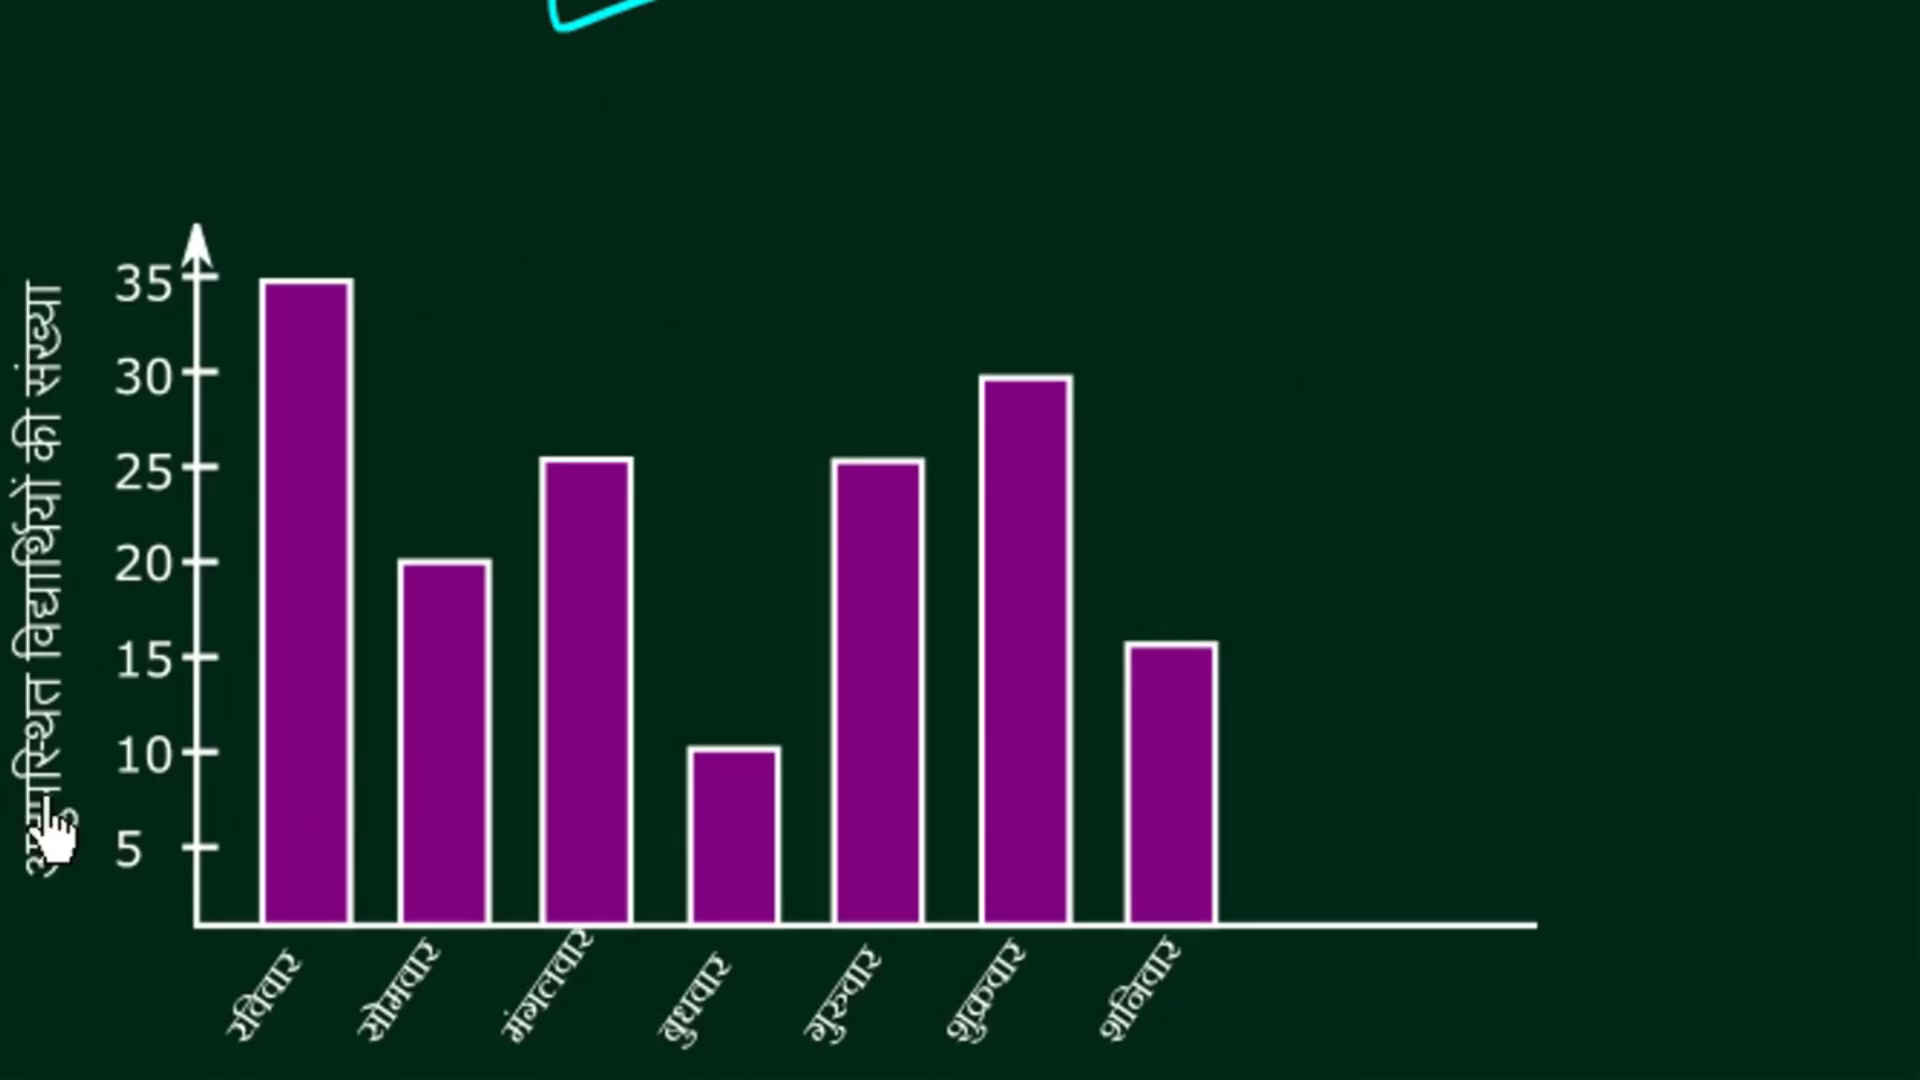 35
30
25
20
15
10
5
विद्यार्थियों की संख्या
रविवार
सोमवार
मंगलवार
बुधवार
गुरुवार
शुक्रवार
शनिवार